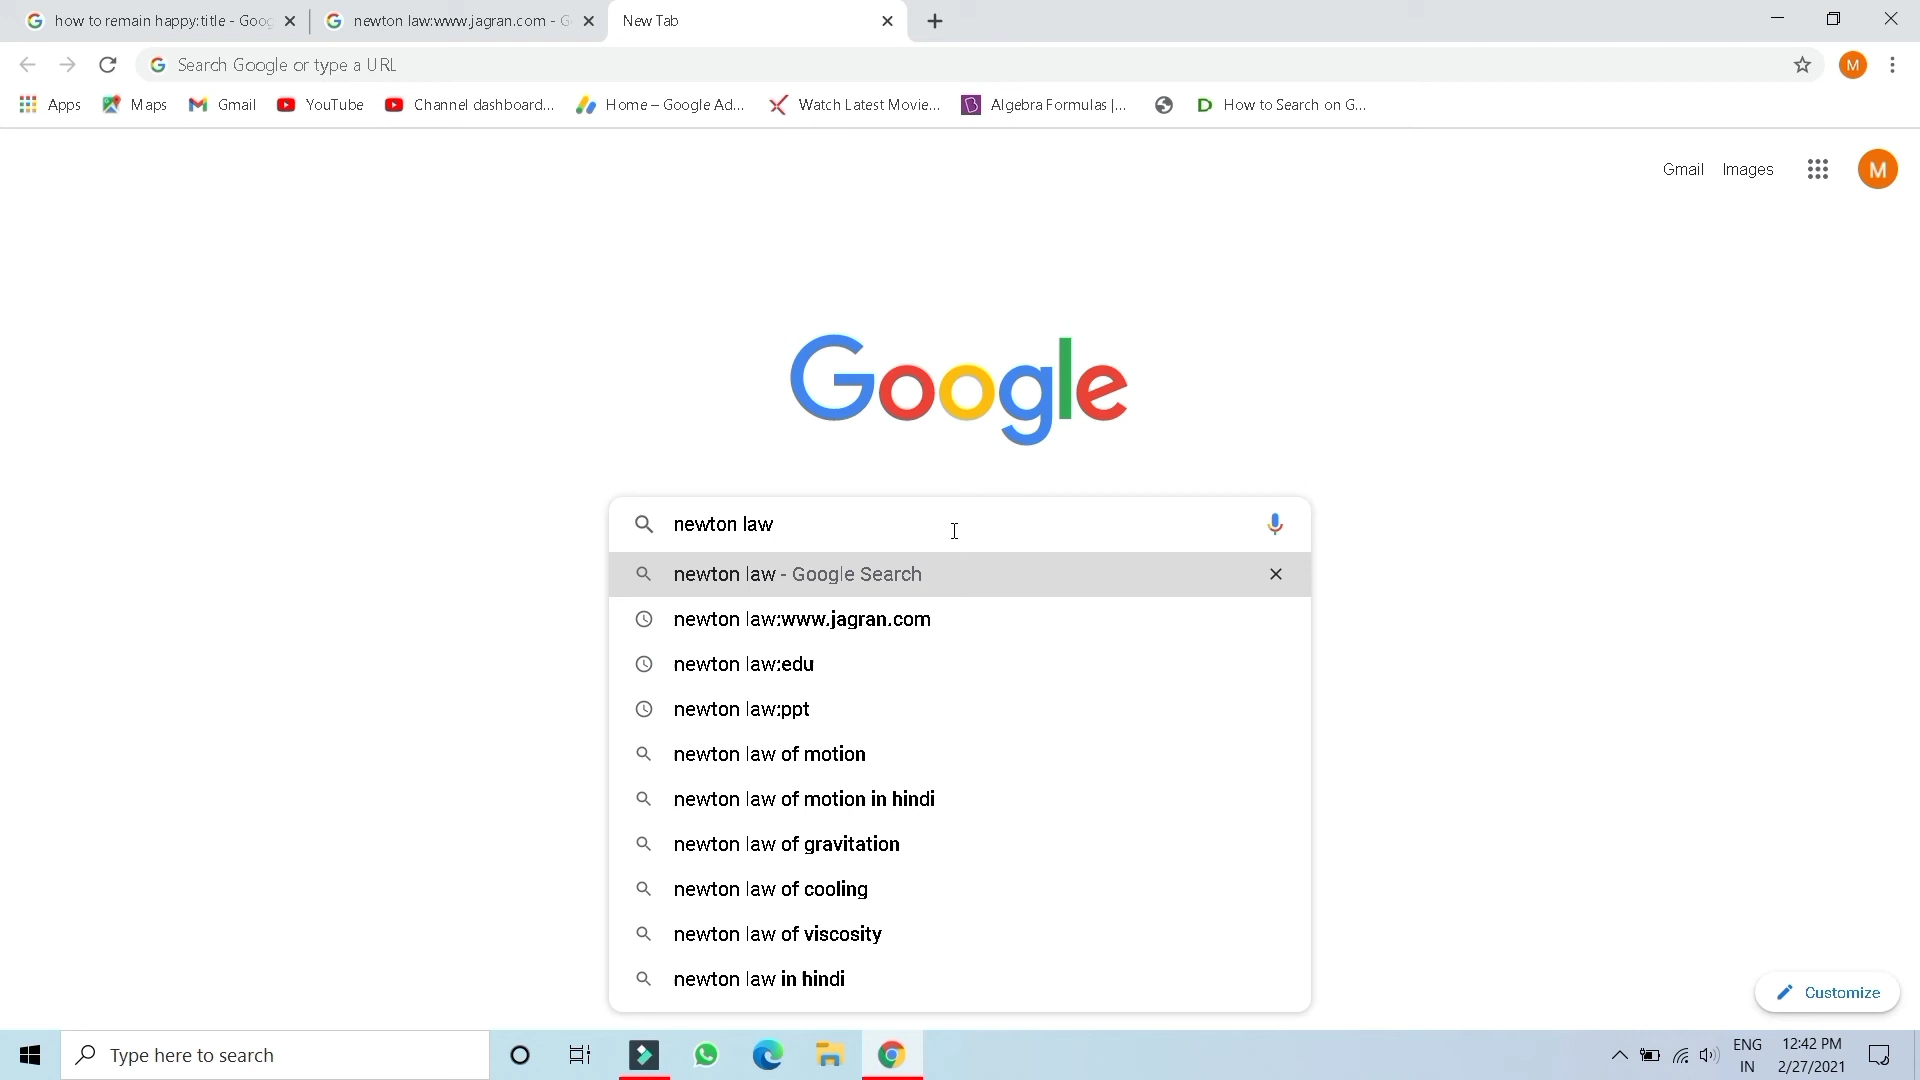 how to remain happy:title - Goog
newton law:www.jagran.com - G
New Tab
Search Google or type a URL
M
Apps
Maps
Gmail
YouTube
Channel dashboard...
Home – Google Ad...
Watch Latest Movie...
Algebra Formulas |...
How to Search on G...
Gmail
Images
M
Google
newton law
newton law - Google Search
newton law:www.jagran.com
newton law:edu
newton law:ppt
newton law of motion
newton law of motion in hindi
newton law of gravitation
newton law of cooling
newton law of viscosity
newton law in hindi
Customize
Type here to search
ENG
IN
12:42 PM
2/27/2021